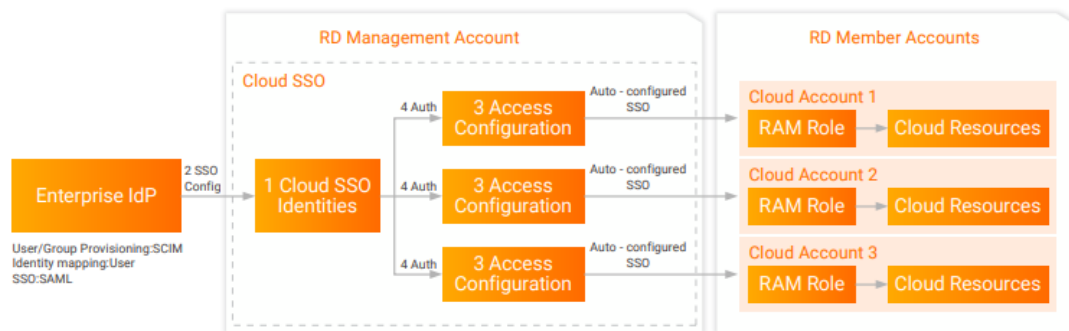 RD Management Account
RD Member Accounts
Cloud SSO
Enterprise IdP
User/Group Provisioning:SCIM
Identity mapping:User
SSO:SAML
2 SSO
Config
1 Cloud SSO
Identities
4 Auth
3 Access
Configuration
Auto - configured
SSO
4 Auth
3 Access
Configuration
Auto - configured
SSO
4 Auth
3 Access
Configuration
Auto - configured
SSO
Cloud Account 1
RAM Role
Cloud Resources
Cloud Account 2
RAM Role
Cloud Resources
Cloud Account 3
RAM Role
Cloud Resources